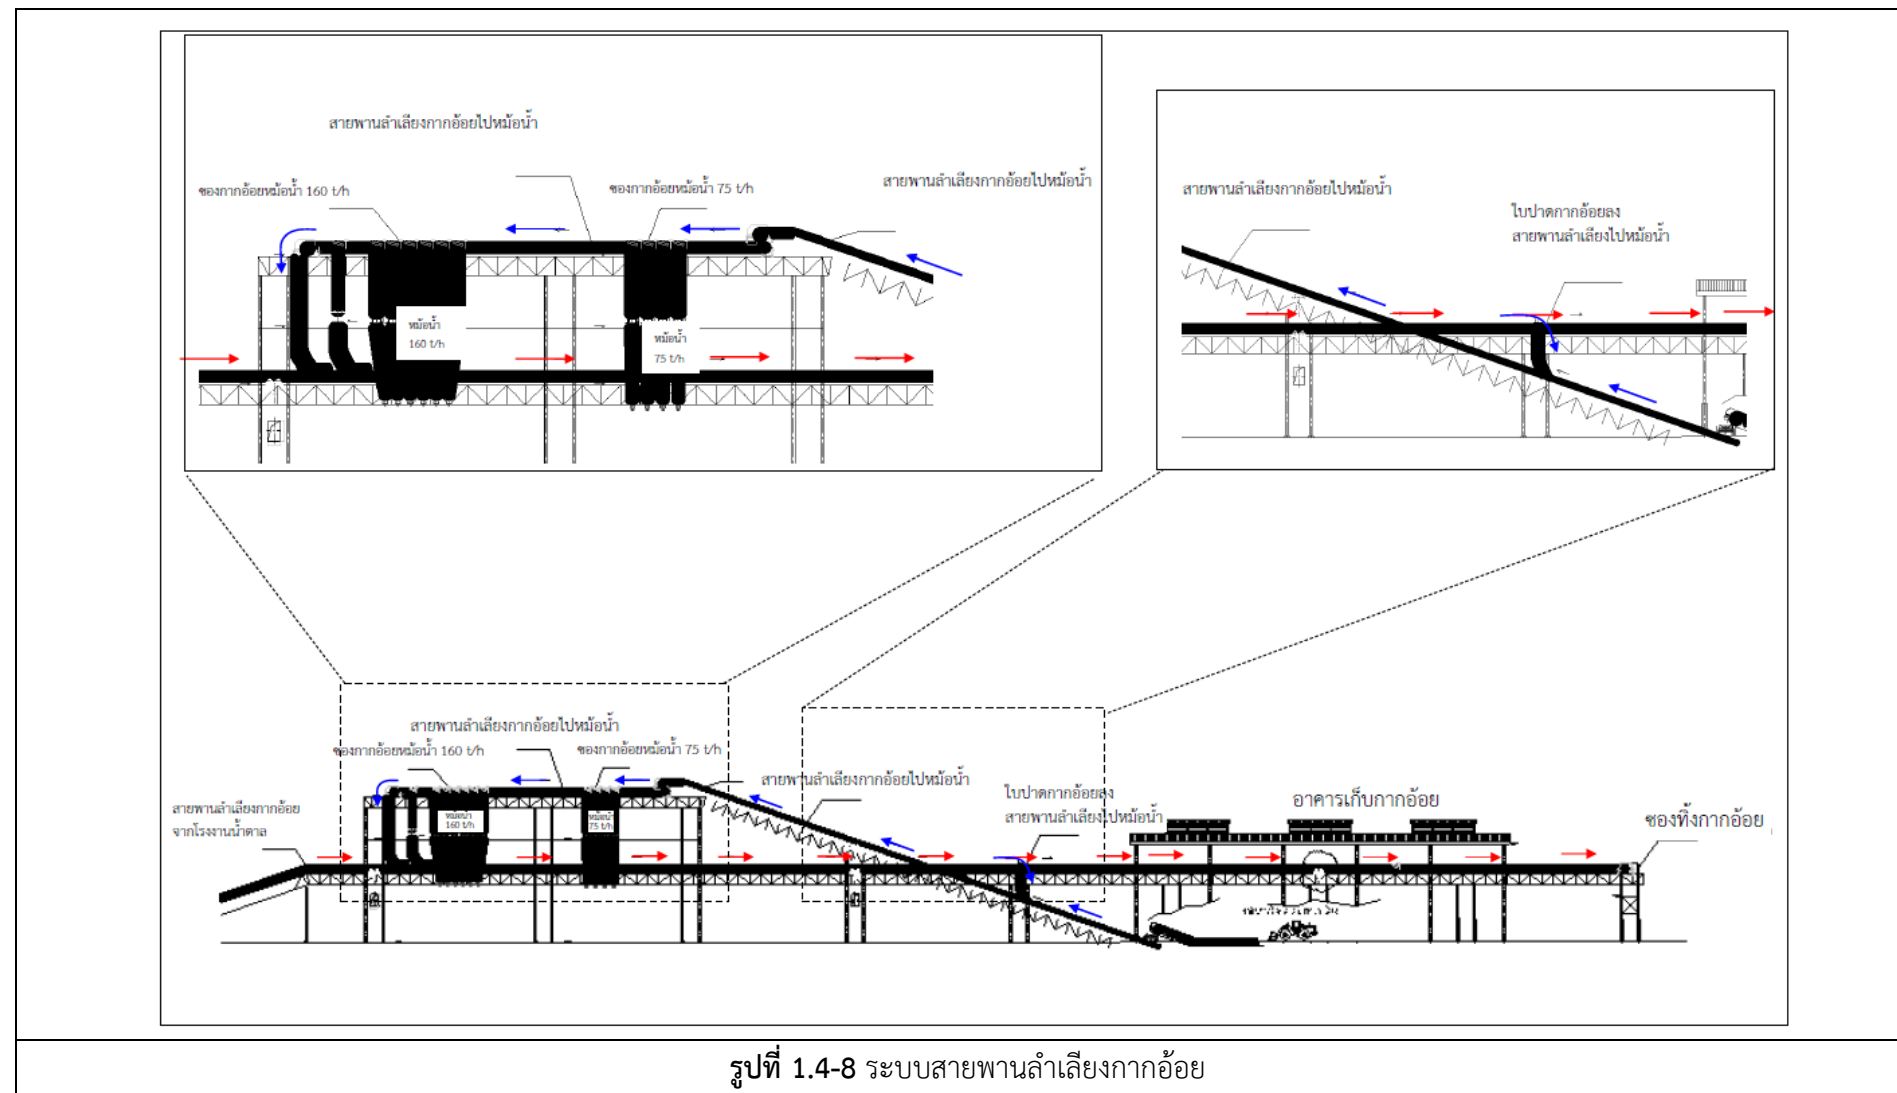 สายพานลำเลียงกากอ้อยไปหม้อน้ำ
ซองกากอ้อยหม้อน้ำ 160 t/h
ซองกากอ้อยหม้อน้ำ 75 t/h
สายพานลำเลียงกากอ้อยไปหม้อน้ำ
หม้อน้ำ
160 t/h
หม้อน้ำ
75 t/h
สายพานลำเลียงกากอ้อยไปหม้อน้ำ
ใบปาดกากอ้อยลง
สายพานลำเลียงไปหม้อน้ำ
สายพานลำเลียงกากอ้อยไปหม้อน้ำ
ซองกากอ้อยหม้อน้ำ 160 t/h
ซองกากอ้อยหม้อน้ำ 75 t/h
สายพานลำเลียงกากอ้อยไปหม้อน้ำ
ใบปาดกากอ้อยลง
สายพานลำเลียงไปหม้อน้ำ
อาคารเก็บกากอ้อย
ซองทิ้งกากอ้อย
สายพานลำเลียงกากอ้อย
จากโรงงานน้ำตาล
หม้อน้ำ
160 t/h
หม้อน้ำ
75 t/h
รูปที่ 1.4-8 ระบบสายพานลำเลียงกากอ้อย